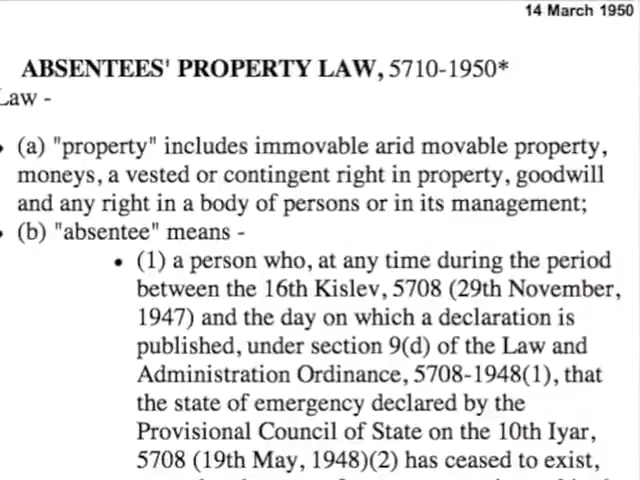 14 March 1950
ABSENTEES' PROPERTY LAW, 5710-1950*
Law -
(a) "property" includes immovable arid movable property,
moneys, a vested or contingent right in property, goodwill
and any right in a body of persons or in its management;
(b) "absentee" means -
(1) a person who, at any time during the period
between the 16th Kislev, 5708 (29th November,
1947) and the day on which a declaration is
published, under section 9(d) of the Law and
Administration Ordinance, 5708-1948(1), that
the state of emergency declared by the
Provisional Council of State on the 10th Iyar,
5708 (19th May, 1948)(2) has ceased to exist,